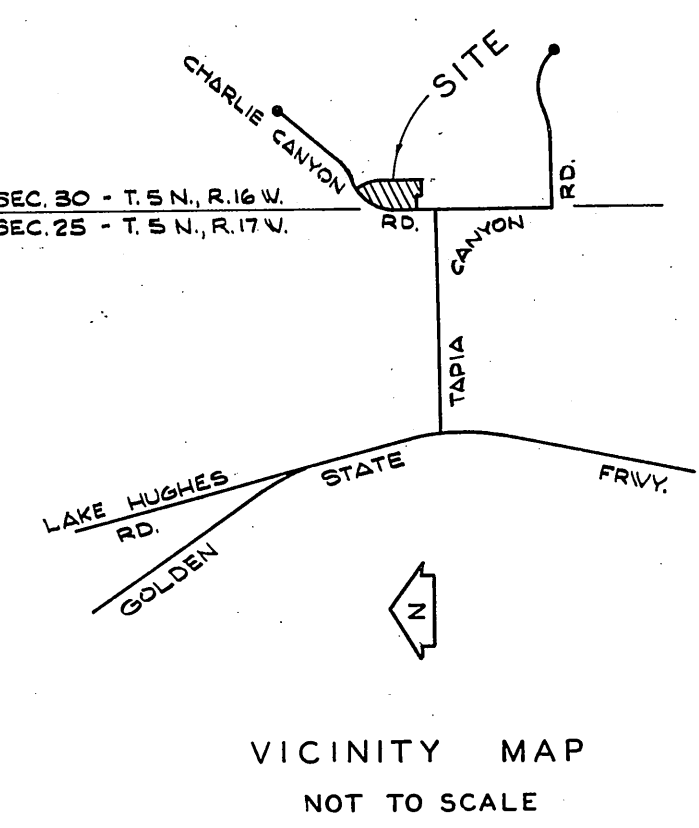 SITE
CHARLIE CANYON
RD.
SEC. 30 - T. 5 N., R. 16 W.
SEC. 25 - T. 5 N., R. 17 W.
RD.
CANYON
TAPIA
STATE
FRWY.
LAKE HUGHES
RD.
GOLDEN
N
VICINITY MAP
NOT TO SCALE